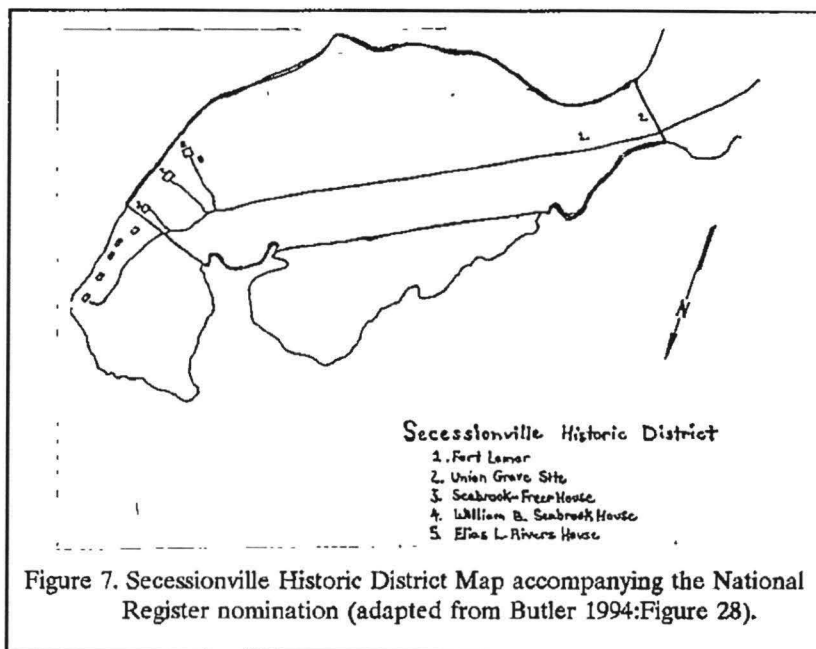 1.
2
N
Secessionville Historic District
1. Fort Lamar
2. Union Grave Site
3. Seabrook-Freer House
4. William B. Seabrook House
5. Elias L. Rivers House
Figure 7. Secessionville Historic District Map accompanying the National
Register nomination (adapted from Butler 1994:Figure 28).